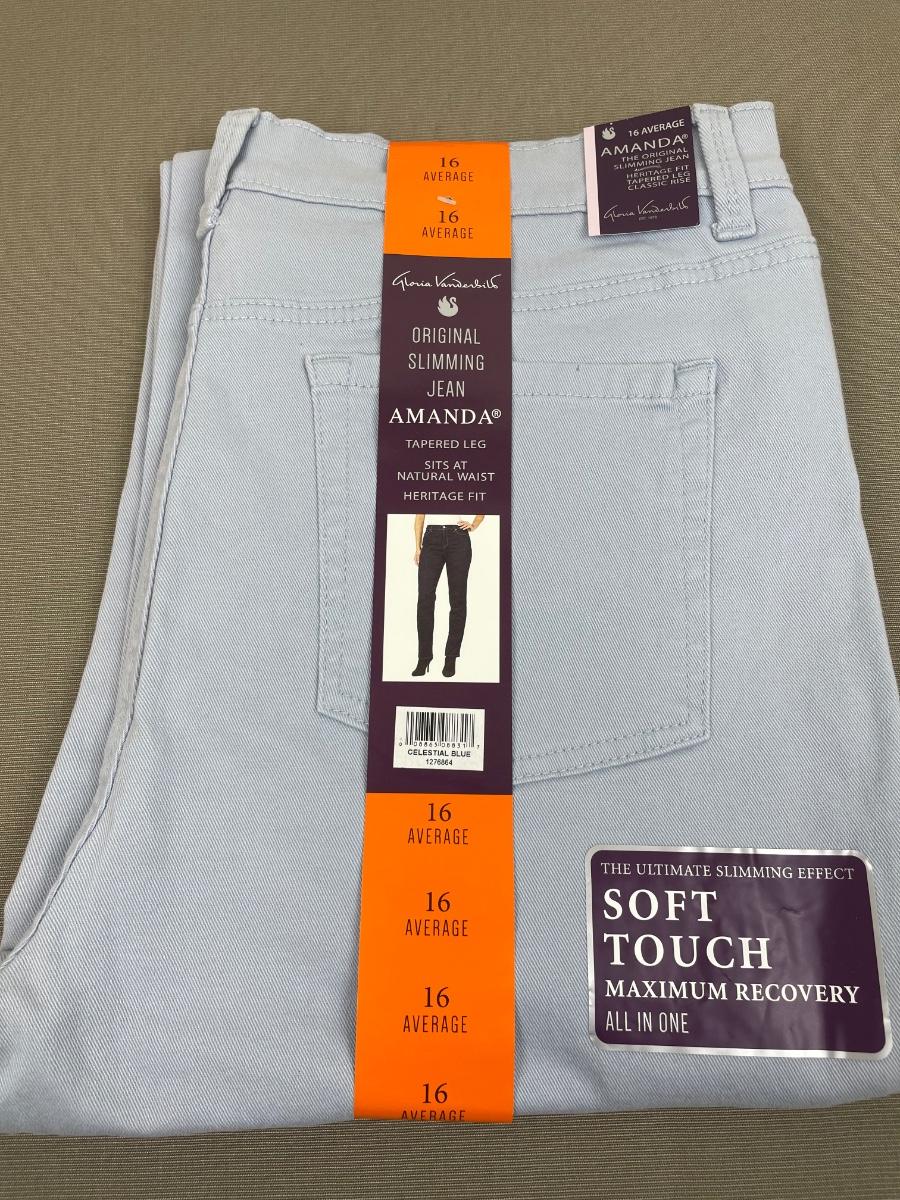 16
AVERAGE
16
AVERAGE
Gloria Vanderbilt
ORIGINAL
SLIMMING
JEAN
AMANDA®
TAPERED LEG
SITS AT
NATURAL WAIST
HERITAGE FIT
CELESTIAL BLUE
1276864
16
AVERAGE
16
AVERAGE
16
AVERAGE
16
AVERAGE
16 AVERAGE
AMANDA®
THE ORIGINAL
SLIMMING JEAN
HERITAGE FIT
TAPERED LEG
CLASSIC RISE
Gloria Vanderbilt
THE ULTIMATE SLIMMING EFFECT
SOFT
TOUCH
MAXIMUM RECOVERY
ALL IN ONE